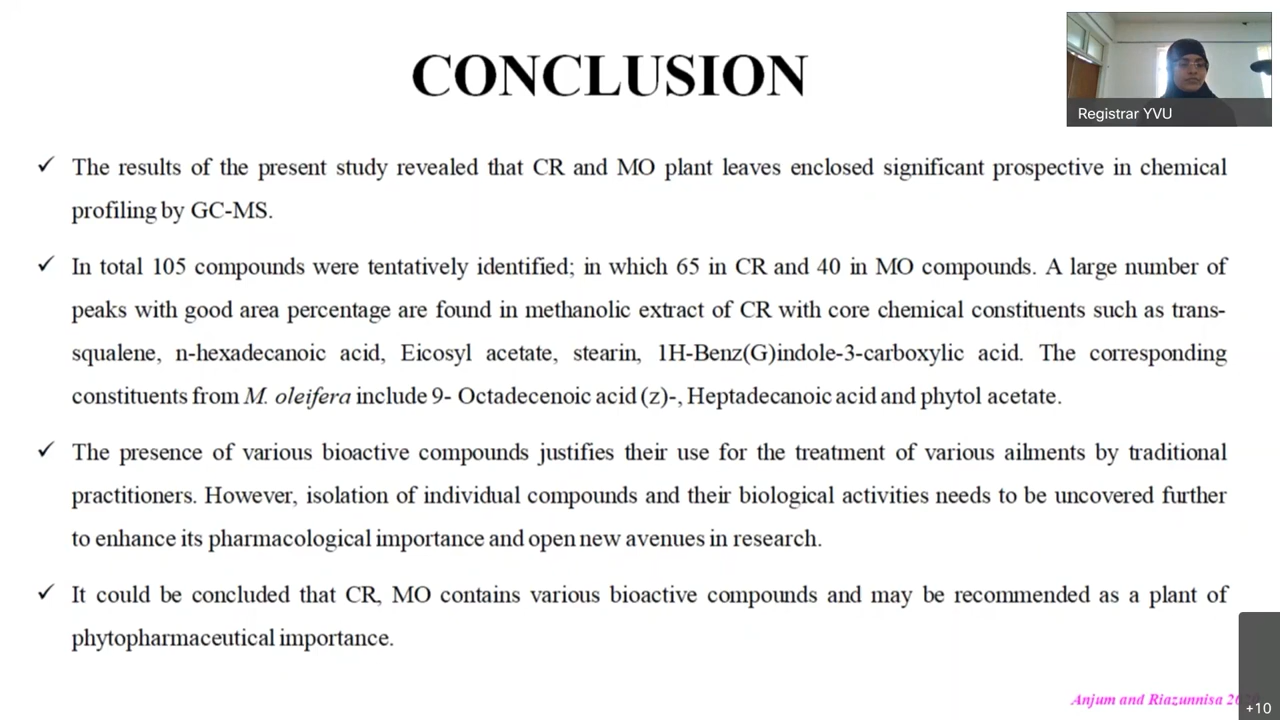 CONCLUSION
Registrar YVU
✓ The results of the present study revealed that CR and MO plant leaves enclosed significant prospective in chemical
profiling by GC-MS.
✓ In total 105 compounds were tentatively identified; in which 65 in CR and 40 in MO compounds. A large number of
peaks with good area percentage are found in methanolic extract of CR with core chemical constituents such as trans-
squalene, n-hexadecanoic acid, Eicosyl acetate, stearin, 1H-Benz(G)indole-3-carboxylic acid. The corresponding
constituents from M. oleifera include 9- Octadecenoic acid (z)-, Heptadecanoic acid and phytol acetate.
✓ The presence of various bioactive compounds justifies their use for the treatment of various ailments by traditional
practitioners. However, isolation of individual compounds and their biological activities needs to be uncovered further
to enhance its pharmacological importance and open new avenues in research.
✓ It could be concluded that CR, MO contains various bioactive compounds and may be recommended as a plant of
phytopharmaceutical importance.
Anjum and Riazunnisa
+10